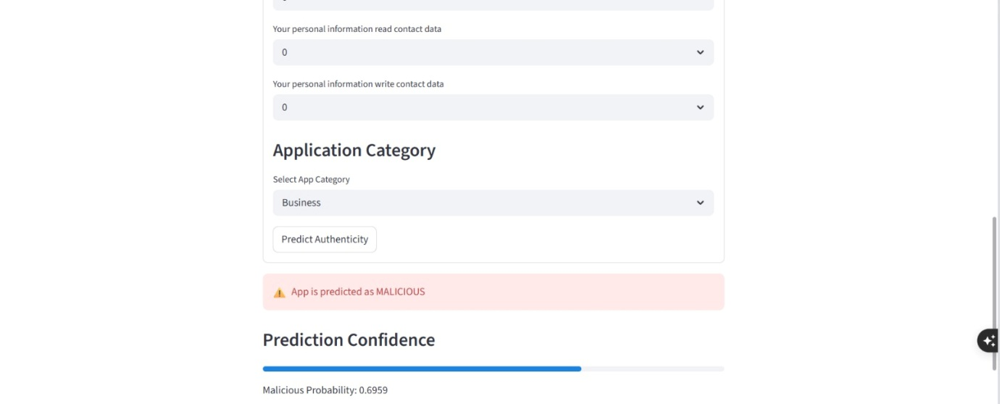 Your personal information read contact data
0
Your personal information write contact data
0
Application Category
Select App Category
Business
Predict Authenticity
App is predicted as MALICIOUS
Prediction Confidence
Malicious Probability: 0.6959